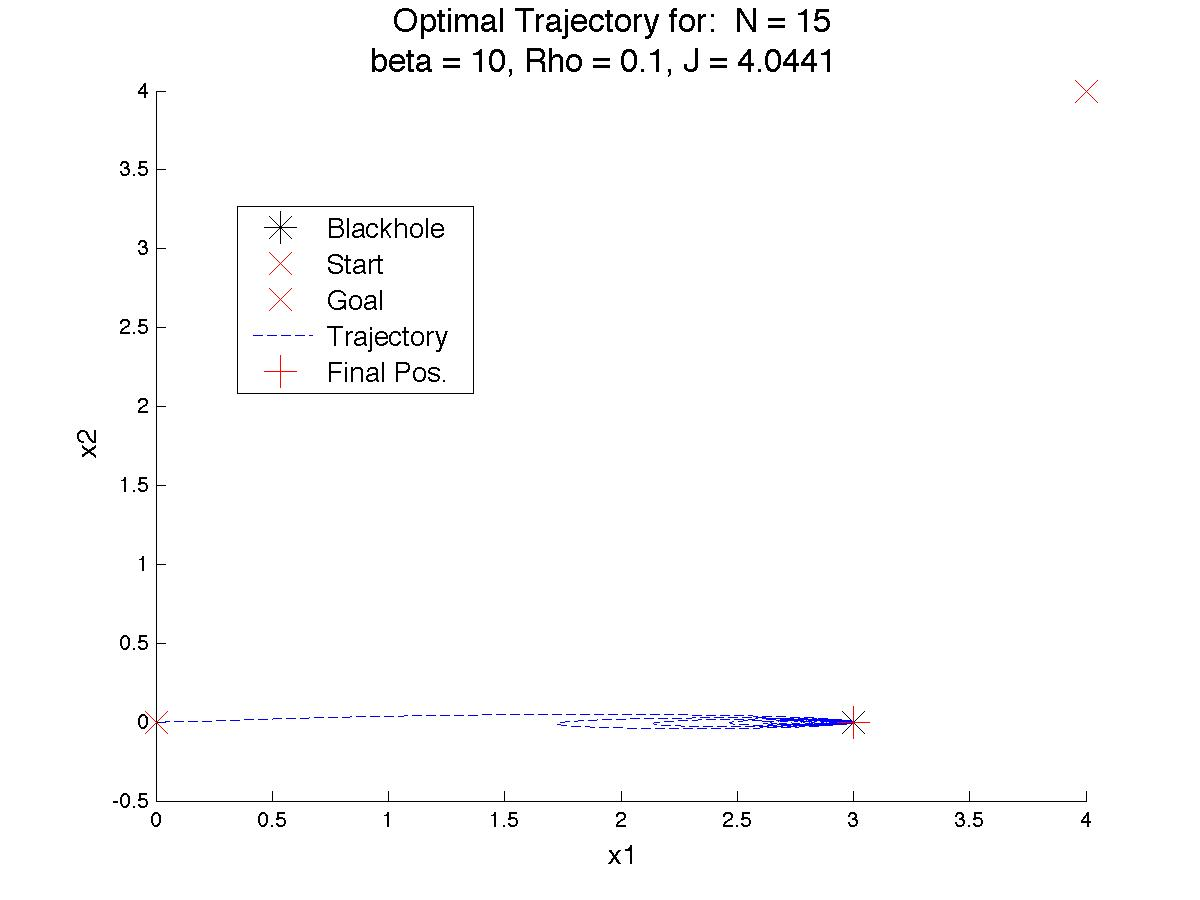 Optimal Trajectory for: N = 15
beta = 10, Rho = 0.1, J = 4.0441
4
3.5
3
2.5
2
1.5
1
0.5
0
-0.5
x2
Blackhole
Start
Goal
Trajectory
Final Pos.
0 0.5 1 1.5 2 2.5 3 3.5 4
x1